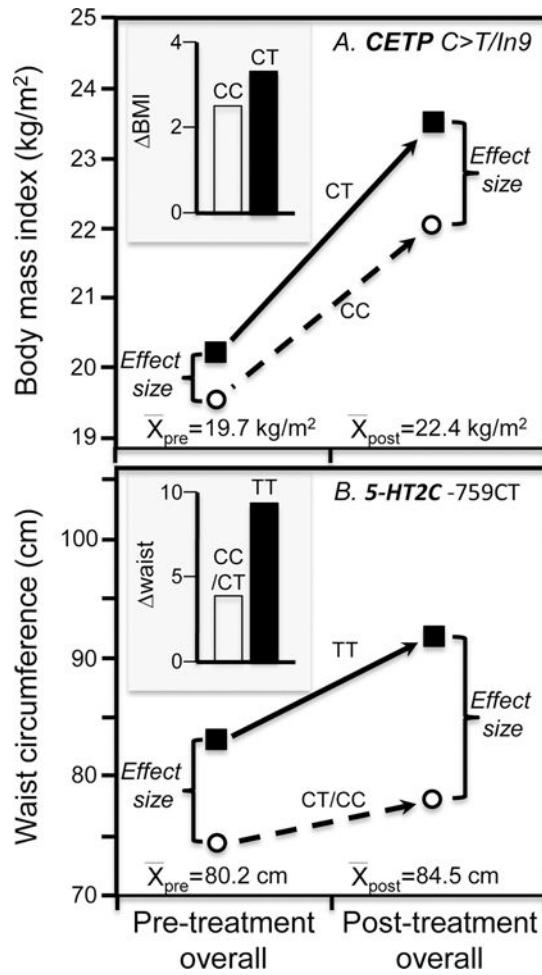 A. CETP C>T/In9
Body mass index (kg/m²)
25
24
23
22
21
20
19
ΔBMI
4
2
0
CC
CT
CT
CC
Effect
size
Effect
size
X̅pre=19.7 kg/m²
X̅post=22.4 kg/m²
B. 5-HT2C -759CT
Waist circumference (cm)
100
90
80
70
Δwaist
10
5
0
CC
/CT
TT
TT
CT/CC
Effect
size
Effect
size
X̅pre=80.2 cm
X̅post=84.5 cm
Pre-treatment
overall
Post-treatment
overall